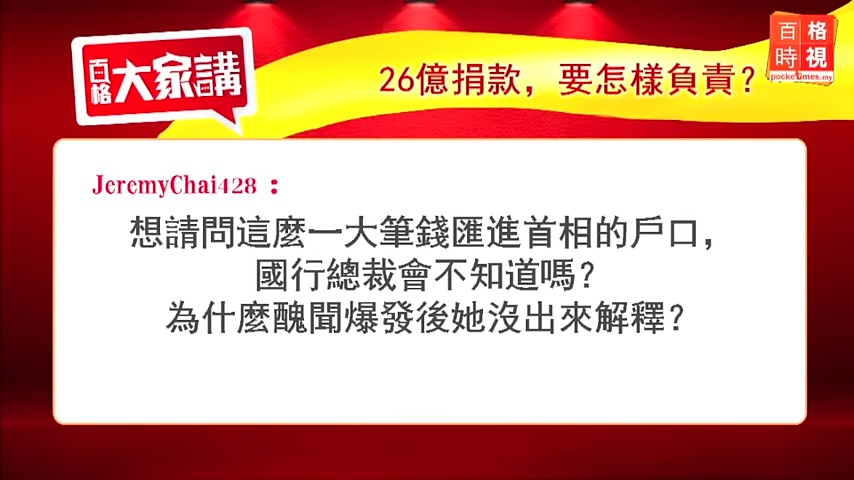 百格大家講
26億捐款，要怎樣負責？
百格時視
pocketimes.my
JeremyChai428：
想請問這麼一大筆錢匯進首相的戶口，
國行總裁會不知道嗎？
為什麼醜聞爆發後她沒出來解釋？